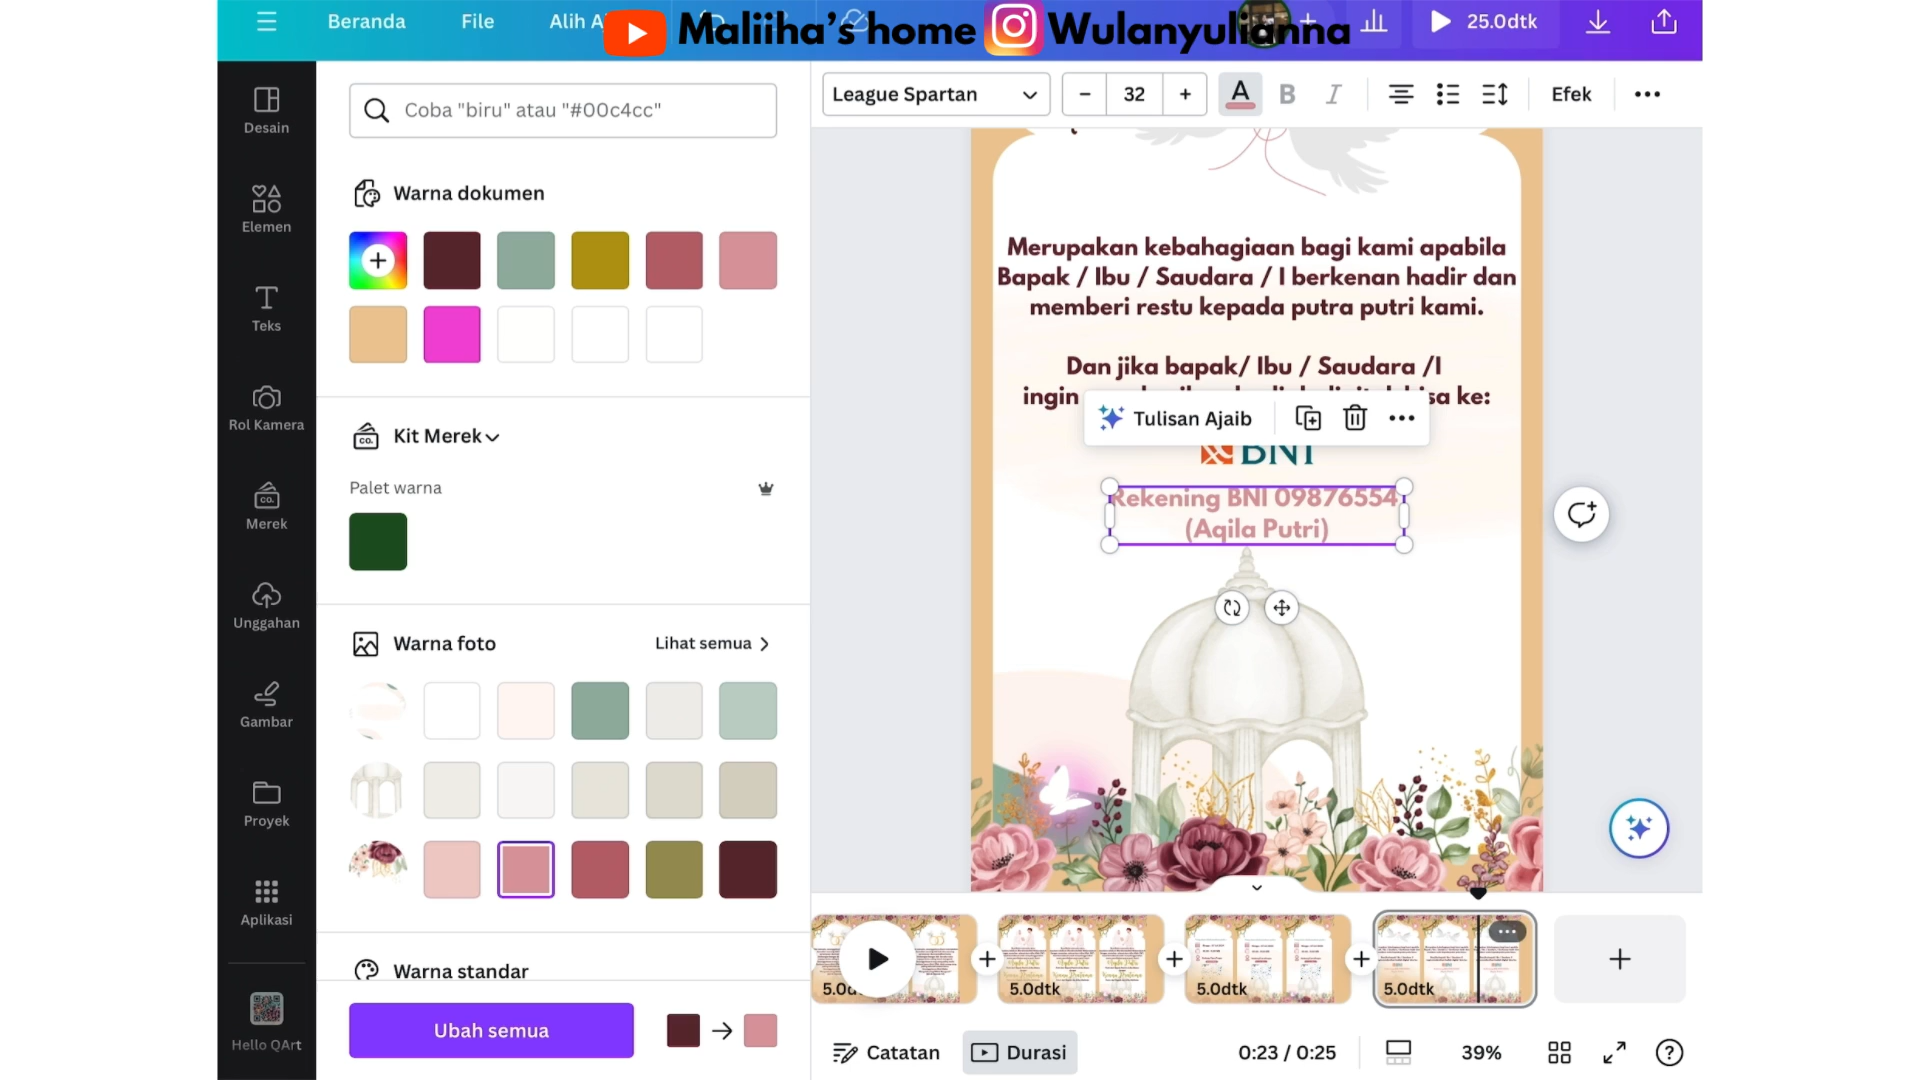 Beranda File Alih A
Maliiha's home Wulanyulianna
25.0dtk
Desain
Elemen
Teks
Rol Kamera
Merek
Unggahan
Gambar
Proyek
Aplikasi
Hello QArt
Coba "biru" atau "#00c4cc"
Warna dokumen
Kit Merek
Palet warna
Warna foto Lihat semua
Warna standar
Ubah semua
League Spartan 32 A B I Efek
Merupakan kebahagiaan bagi kami apabila
Bapak / Ibu / Saudara / I berkenan hadir dan
memberi restu kepada putra putri kami.
Dan jika bapak/ Ibu / Saudara /I
ingin sa ke:
Tulisan Ajaib
BNI
Rekening BNI 09876554
(Aqila Putri)
5.0d 5.0dtk 5.0dtk 5.0dtk
Catatan Durasi 0:23 / 0:25 39%